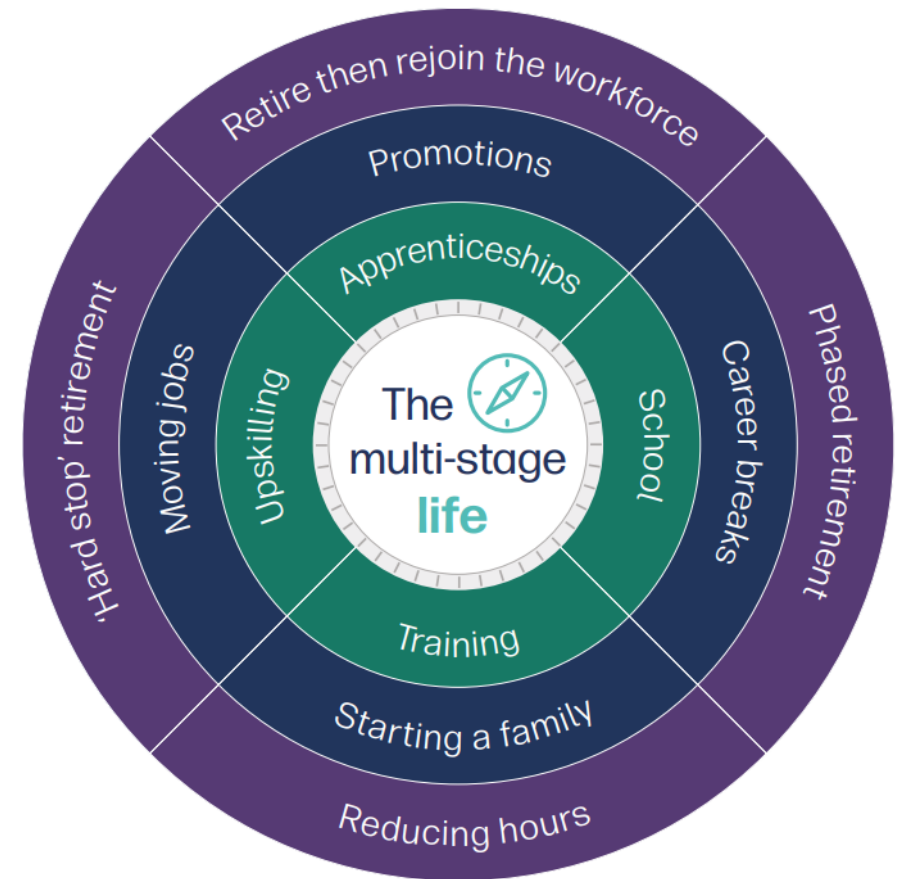 Retire then rejoin the workforce
Promotions
Apprenticeships
'Hard stop' retirement
Moving jobs
Upskilling
The
multi-stage
life
School
Career breaks
Phased retirement
Training
Starting a family
Reducing hours